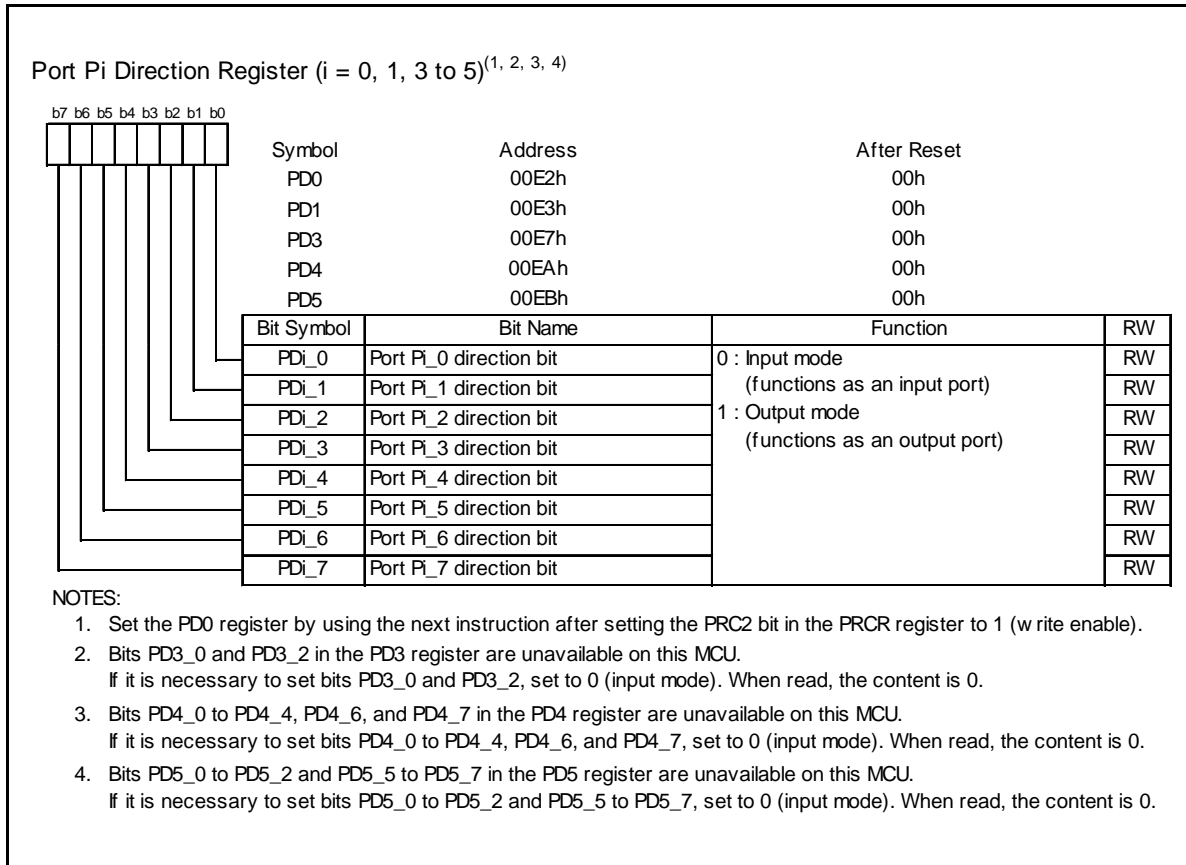 Port Pi Direction Register (i = 0, 1, 3 to 5)(1, 2, 3, 4)
b7 b6 b5 b4 b3 b2 b1 b0
Symbol Address After Reset
PD0 00E2h 00h
PD1 00E3h 00h
PD3 00E7h 00h
PD4 00EAh 00h
PD5 00EBh 00h
Bit Symbol Bit Name Function RW
PDi_0 Port Pi_0 direction bit 0 : Input mode RW
PDi_1 Port Pi_1 direction bit (functions as an input port) RW
PDi_2 Port Pi_2 direction bit 1 : Output mode RW
PDi_3 Port Pi_3 direction bit (functions as an output port) RW
PDi_4 Port Pi_4 direction bit RW
PDi_5 Port Pi_5 direction bit RW
PDi_6 Port Pi_6 direction bit RW
PDi_7 Port Pi_7 direction bit RW
NOTES:
1. Set the PD0 register by using the next instruction after setting the PRC2 bit in the PRCR register to 1 (write enable).
2. Bits PD3_0 and PD3_2 in the PD3 register are unavailable on this MCU.
If it is necessary to set bits PD3_0 and PD3_2, set to 0 (input mode). When read, the content is 0.
3. Bits PD4_0 to PD4_4, PD4_6, and PD4_7 in the PD4 register are unavailable on this MCU.
If it is necessary to set bits PD4_0 to PD4_4, PD4_6, and PD4_7, set to 0 (input mode). When read, the content is 0.
4. Bits PD5_0 to PD5_2 and PD5_5 to PD5_7 in the PD5 register are unavailable on this MCU.
If it is necessary to set bits PD5_0 to PD5_2 and PD5_5 to PD5_7, set to 0 (input mode). When read, the content is 0.